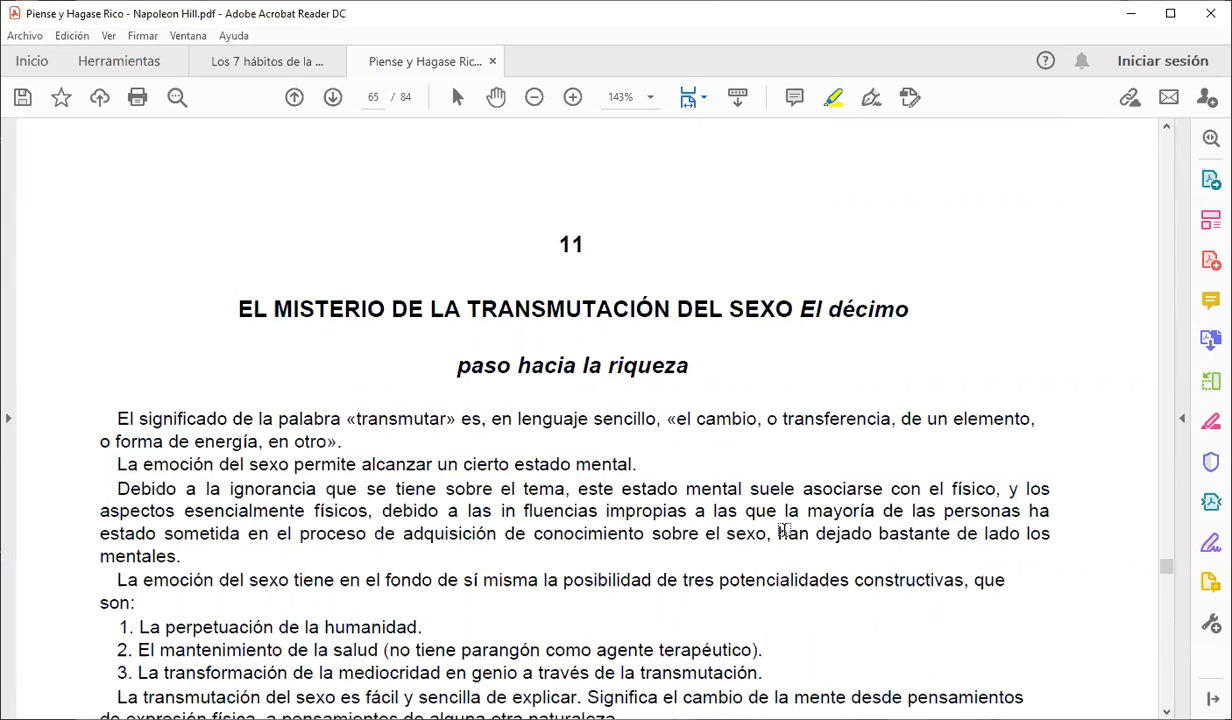 Piense y Hagase Rico - Napoleon Hill.pdf - Adobe Acrobat Reader DC
Archivo Edición Ver Firmar Ventana Ayuda
Inicio Herramientas Los 7 hábitos de la ... Piense y Hagase Ric... × Iniciar sesión
65 / 84 143%
11
EL MISTERIO DE LA TRANSMUTACIÓN DEL SEXO El décimo
paso hacia la riqueza
El significado de la palabra «transmutar» es, en lenguaje sencillo, «el cambio, o transferencia, de un elemento,
o forma de energía, en otro».
La emoción del sexo permite alcanzar un cierto estado mental.
Debido a la ignorancia que se tiene sobre el tema, este estado mental suele asociarse con el físico, y los
aspectos esencialmente físicos, debido a las in fluencias impropias a las que la mayoría de las personas ha
estado sometida en el proceso de adquisición de conocimiento sobre el sexo, han dejado bastante de lado los
mentales.
La emoción del sexo tiene en el fondo de sí misma la posibilidad de tres potencialidades constructivas, que
son:
1. La perpetuación de la humanidad.
2. El mantenimiento de la salud (no tiene parangón como agente terapéutico).
3. La transformación de la mediocridad en genio a través de la transmutación.
La transmutación del sexo es fácil y sencilla de explicar. Significa el cambio de la mente desde pensamientos
de expresión física, a pensamientos de alguna otra naturaleza.